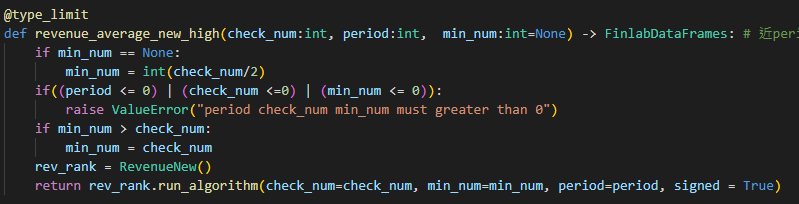 @type_limit
def revenue_average_new_high(check_num:int, period:int,  min_num:int=None) -> FinlabDataFrames: # 近peri
    if min_num == None:
        min_num = int(check_num/2)
    if((period <= 0) | (check_num <=0) | (min_num <= 0)):
        raise ValueError("period check_num min_num must greater than 0")
    if min_num > check_num:
        min_num = check_num
    rev_rank = RevenueNew()
    return rev_rank.run_algorithm(check_num=check_num, min_num=min_num, period=period, signed = True)